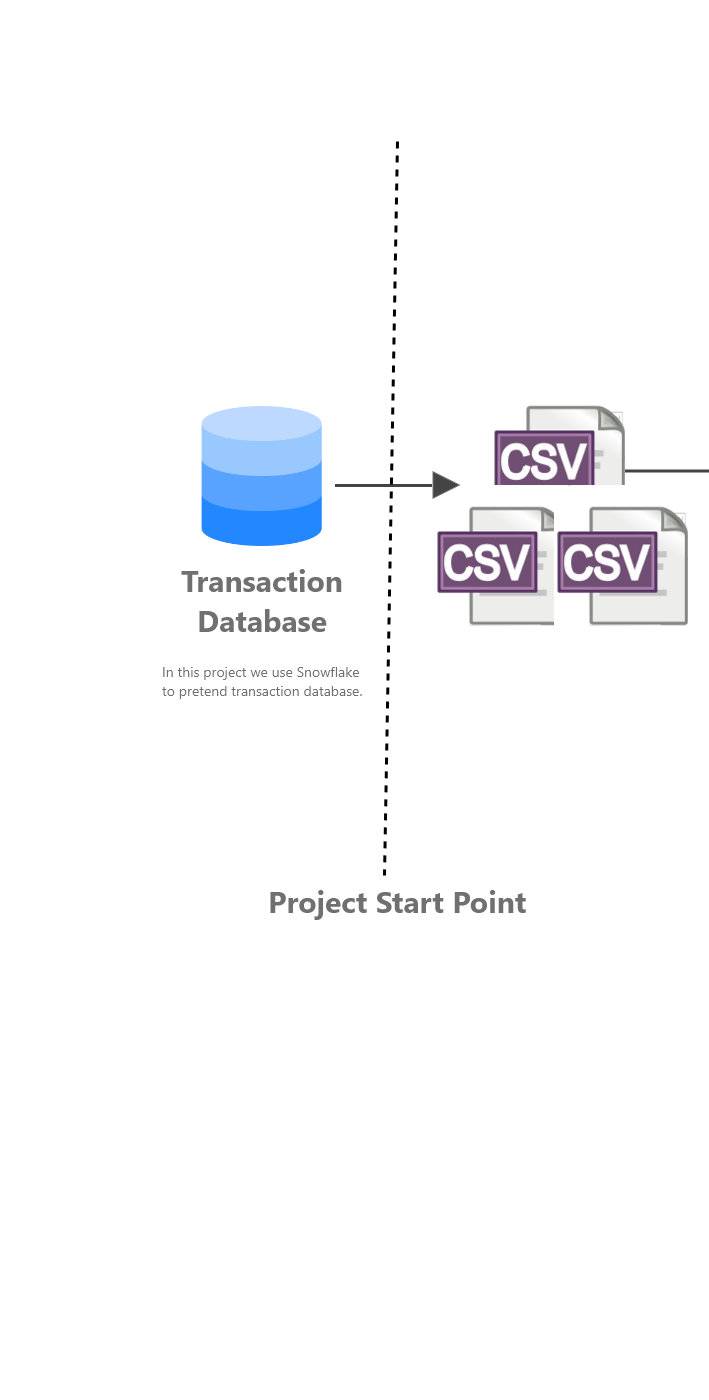 CSV
CSV CSV
Transaction
Database
In this project we use Snowflake
to pretend transaction database.
Project Start Point